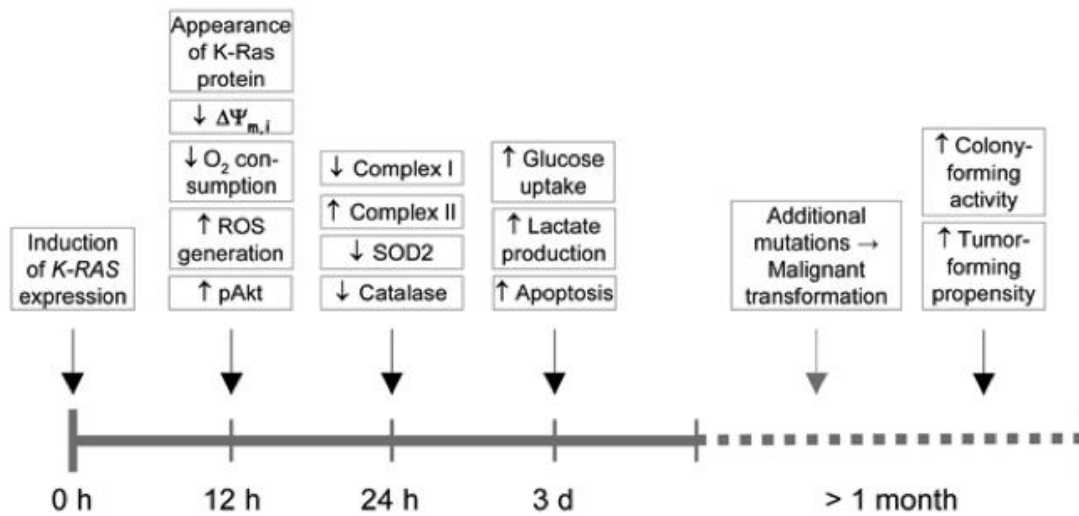 Induction
of K-RAS
expression
Appearance
of K-Ras
protein
↓ ΔΨm,i
↓ O2 con-
sumption
↑ ROS
generation
↑ pAkt
↓ Complex I
↑ Complex II
↓ SOD2
↓ Catalase
↑ Glucose
uptake
↑ Lactate
production
↑ Apoptosis
Additional
mutations →
Malignant
transformation
↑ Colony-
forming
activity
↑ Tumor-
forming
propensity
0 h
12 h
24 h
3 d
> 1 month